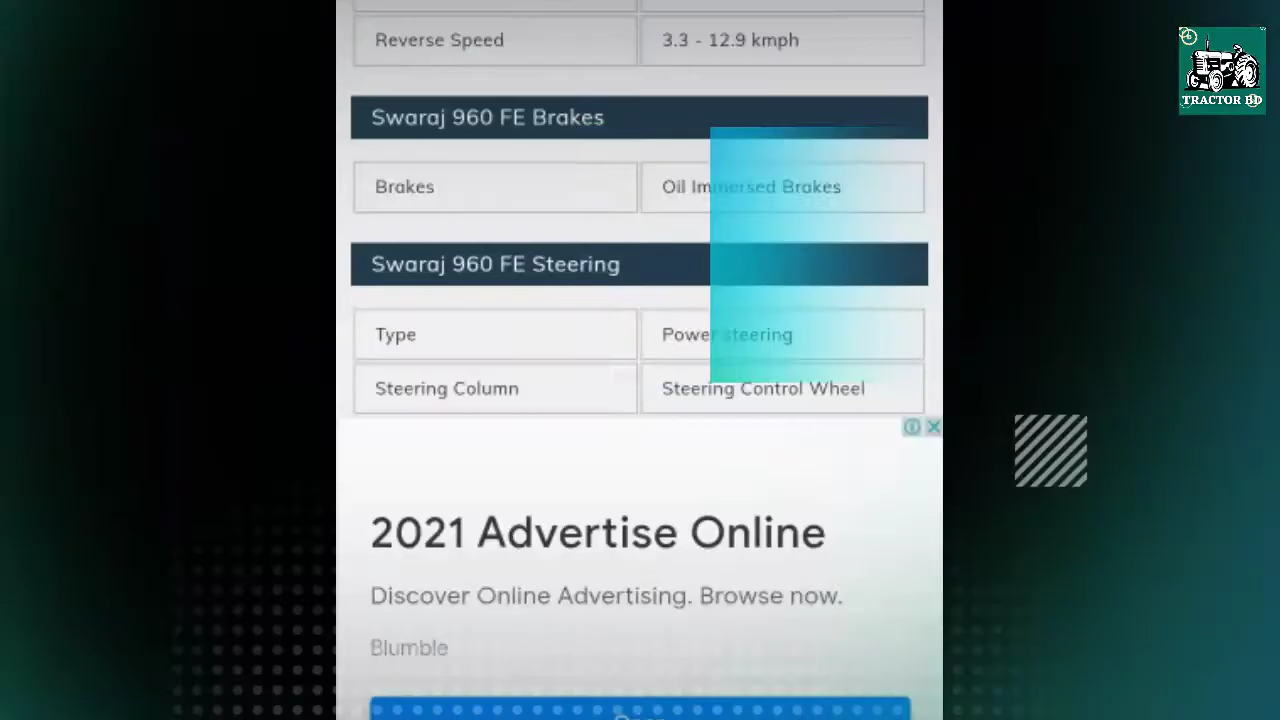 Reverse Speed 3.3 - 12.9 kmph
Swaraj 960 FE Brakes
Brakes Oil Immersed Brakes
Swaraj 960 FE Steering
Type Power steering
Steering Column Steering Control Wheel
2021 Advertise Online
Discover Online Advertising. Browse now.
Blumble
TRACTOR BD